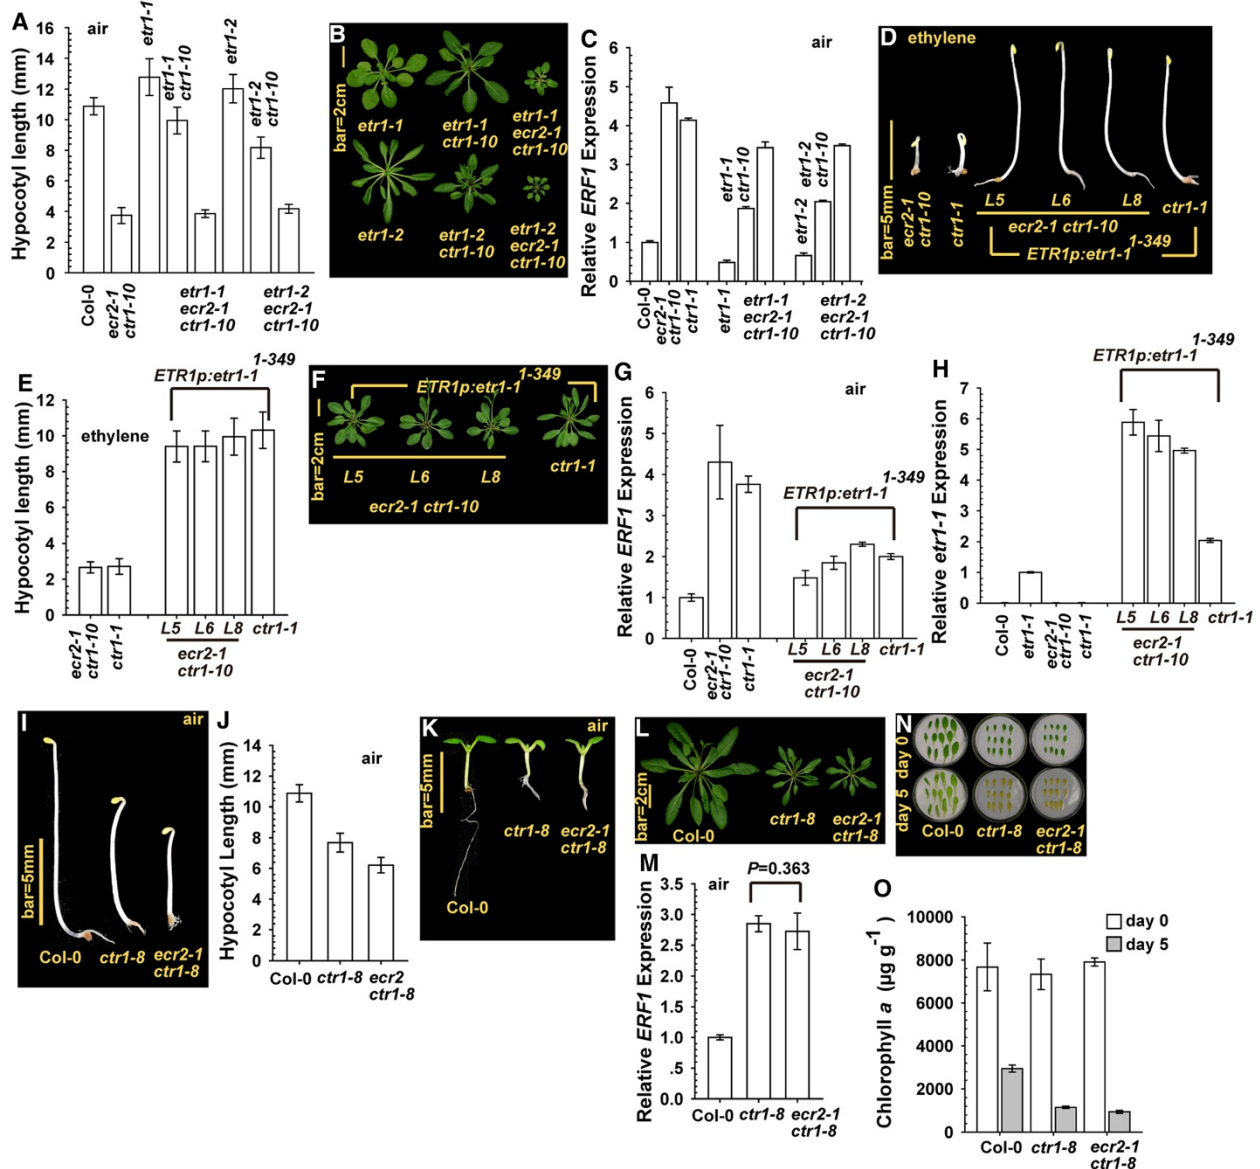 A
Hypocotyl length (mm)
16
14
12
10
8
6
4
2
0
air
etr1-1
etr1-1
ctr1-10
etr1-2
etr1-2
ctr1-10
Col-0
ecr2-1
ctr1-10
etr1-1
ecr2-1
ctr1-10
etr1-2
ecr2-1
ctr1-10
B
bar=2cm
etr1-1
etr1-1
ctr1-10
etr1-1
ecr2-1
ctr1-10
etr1-2
etr1-2
ctr1-10
etr1-2
ecr2-1
ctr1-10
C
Relative ERF1 Expression
6
5
4
3
2
1
0
air
etr1-1
ctr1-10
etr1-2
etr1-2
ctr1-10
Col-0
ecr2-1
ctr1-10
ctr1-1
etr1-1
etr1-1
ecr2-1
ctr1-10
etr1-2
ecr2-1
ctr1-10
D
ethylene
bar=5mm
ecr2-1
ctr1-10
ctr1-1
L5 L6 L8
ctr1-1
ecr2-1 ctr1-10
ETR1p:etr1-1 1-349
E
Hypocotyl length (mm)
12
10
8
6
4
2
0
ethylene
ETR1p:etr1-1 1-349
ecr2-1
ctr1-10
ctr1-1
L5 L6 L8 ctr1-1
ecr2-1
ctr1-10
F
ETR1p:etr1-1 1-349
bar=2cm
L5 L6 L8
ctr1-1
ecr2-1 ctr1-10
G
Relative ERF1 Expression
6
5
4
3
2
1
0
air
ETR1p:etr1-1 1-349
Col-0
ecr2-1
ctr1-10
ctr1-1
L5 L6 L8 ctr1-1
ecr2-1
ctr1-10
H
Relative etr1-1 Expression
7
6
5
4
3
2
1
0
ETR1p:etr1-1 1-349
Col-0
etr1-1
ecr2-1
ctr1-10
ctr1-1
L5 L6 L8 ctr1-1
ecr2-1
ctr1-10
I
air
bar=5mm
Col-0 ctr1-8 ecr2-1
ctr1-8
J
Hypocotyl Length (mm)
14
12
10
8
6
4
2
0
air
Col-0 ctr1-8 ecr2
ctr1-8
K
air
bar=5mm
ctr1-8 ecr2-1
ctr1-8
Col-0
L
bar=2cm
Col-0
ctr1-8 ecr2-1
ctr1-8
M
Relative ERF1 Expression
3.5
3.0
2.5
2.0
1.5
1.0
.5
0.0
air
P=0.363
Col-0 ctr1-8 ecr2-1
ctr1-8
N
day 0
day 5
Col-0 ctr1-8 ecr2-1
ctr1-8
O
Chlorophyll a (µg g-1)
10000
8000
6000
4000
2000
0
day 0
day 5
Col-0 ctr1-8 ecr2-1
ctr1-8